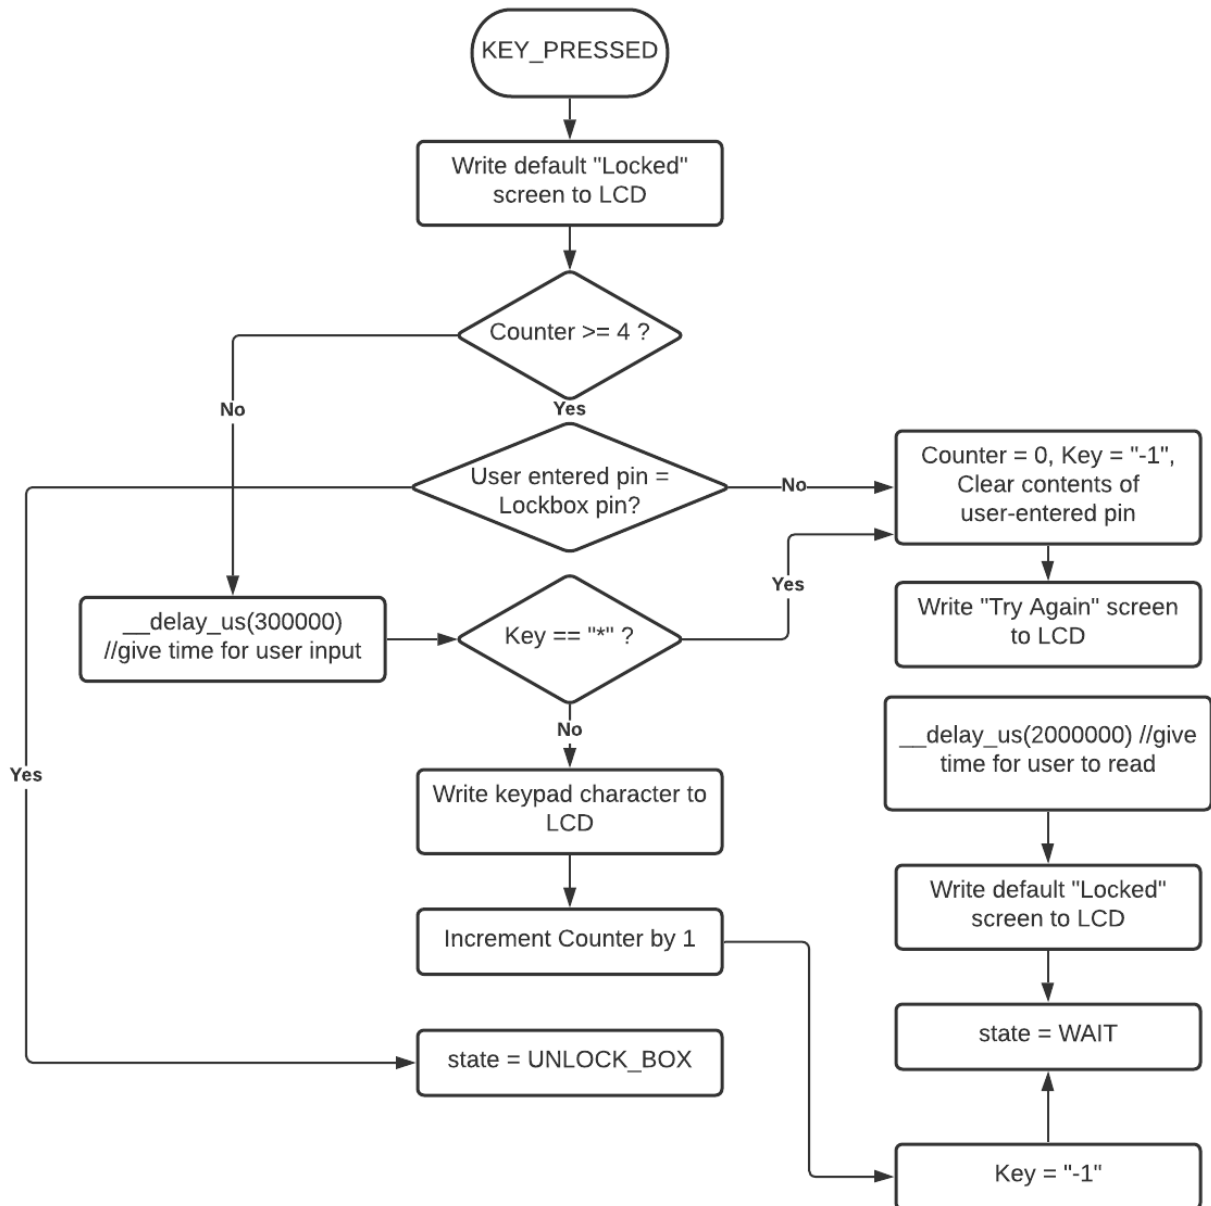 KEY_PRESSED
Write default "Locked"
screen to LCD
Counter >= 4 ?
No
Yes
User entered pin =
Lockbox pin?
No
Counter = 0, Key = "-1",
Clear contents of
user-entered pin
Yes
__delay_us(300000)
//give time for user input
Key == "*" ?
Write "Try Again" screen
to LCD
No
__delay_us(2000000) //give
time for user to read
Yes
Write keypad character to
LCD
Write default "Locked"
screen to LCD
Increment Counter by 1
state = WAIT
state = UNLOCK_BOX
Key = "-1"